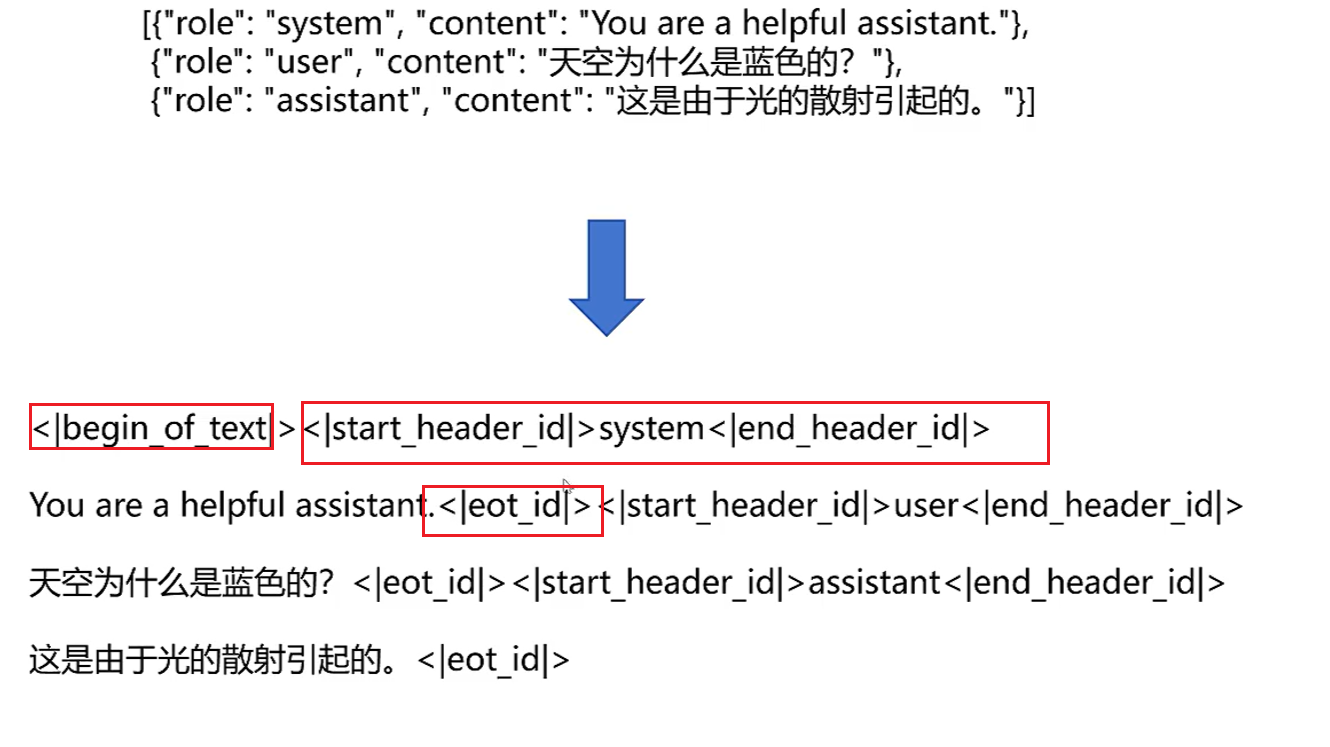 [{"role": "system", "content": "You are a helpful assistant."},
{"role": "user", "content": "天空为什么是蓝色的？"},
{"role": "assistant", "content": "这是由于光的散射引起的。"}]
<|begin_of_text|><|start_header_id|>system<|end_header_id|>
You are a helpful assistant.<|eot_id|><|start_header_id|>user<|end_header_id|>
天空为什么是蓝色的？<|eot_id|><|start_header_id|>assistant<|end_header_id|>
这是由于光的散射引起的。<|eot_id|>